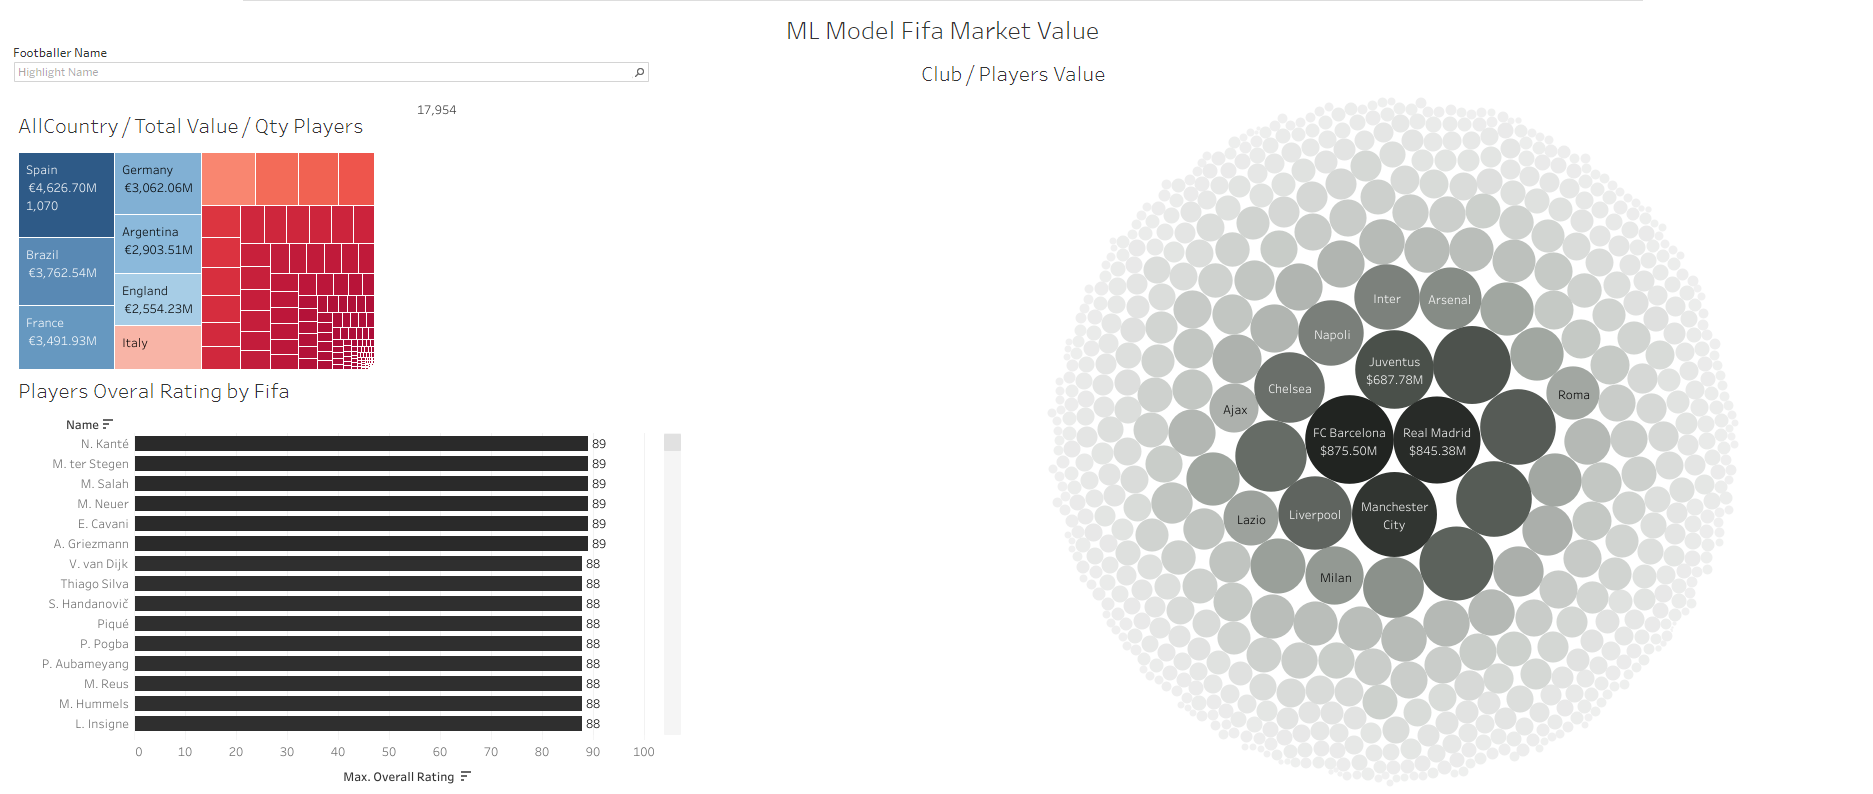 ML Model Fifa Market Value
Footballer Name
Highlight Name
Club / Players Value
17,954
AllCountry / Total Value / Qty Players
Spain
€4,626.70M
1,070
Brazil
€3,762.54M
France
€3,491.93M
Germany
€3,062.06M
Argentina
€2,903.51M
England
€2,554.23M
Italy
Players Overal Rating by Fifa
Name
N. Kanté 89
M. ter Stegen 89
M. Salah 89
M. Neuer 89
E. Cavani 89
A. Griezmann 89
V. van Dijk 88
Thiago Silva 88
S. Handanovič 88
Piqué 88
P. Pogba 88
P. Aubameyang 88
M. Reus 88
M. Hummels 88
L. Insigne 88
0 10 20 30 40 50 60 70 80 90 100
Max. Overall Rating
Inter
Arsenal
Napoli
Juventus
$687.78M
Chelsea
Roma
Ajax
FC Barcelona
$875.50M
Real Madrid
$845.38M
Manchester
City
Liverpool
Lazio
Milan